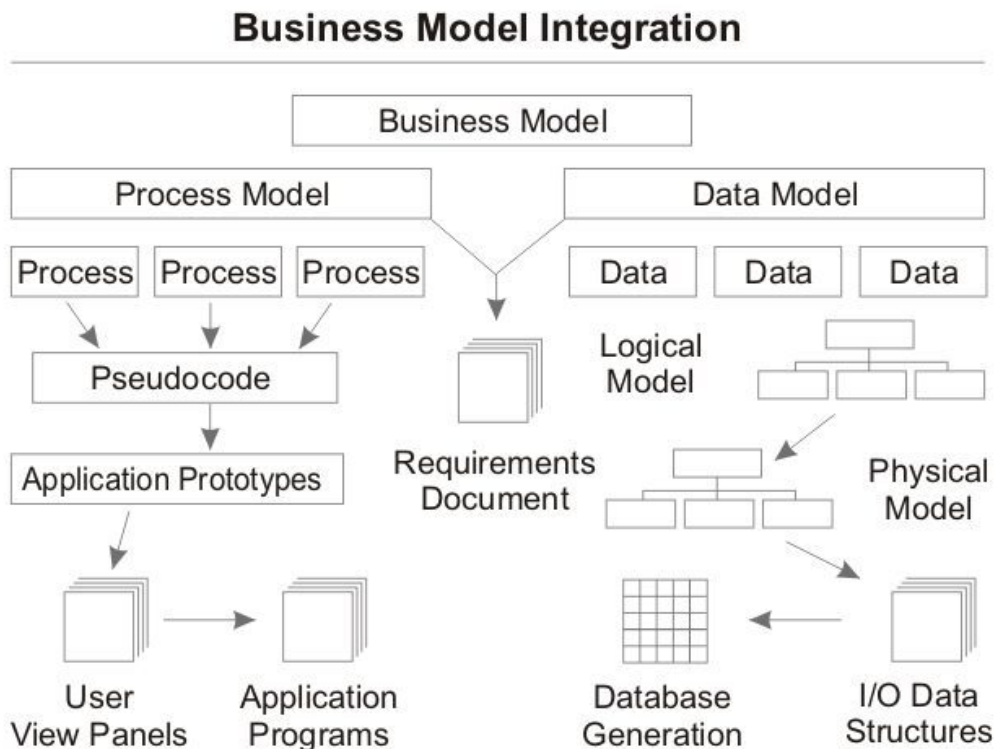 Business Model Integration
Business Model
Process Model
Data Model
Process
Process
Process
Data
Data
Data
Pseudocode
Logical
Model
Application Prototypes
Requirements
Document
Physical
Model
User
View Panels
Application
Programs
Database
Generation
I/O Data
Structures